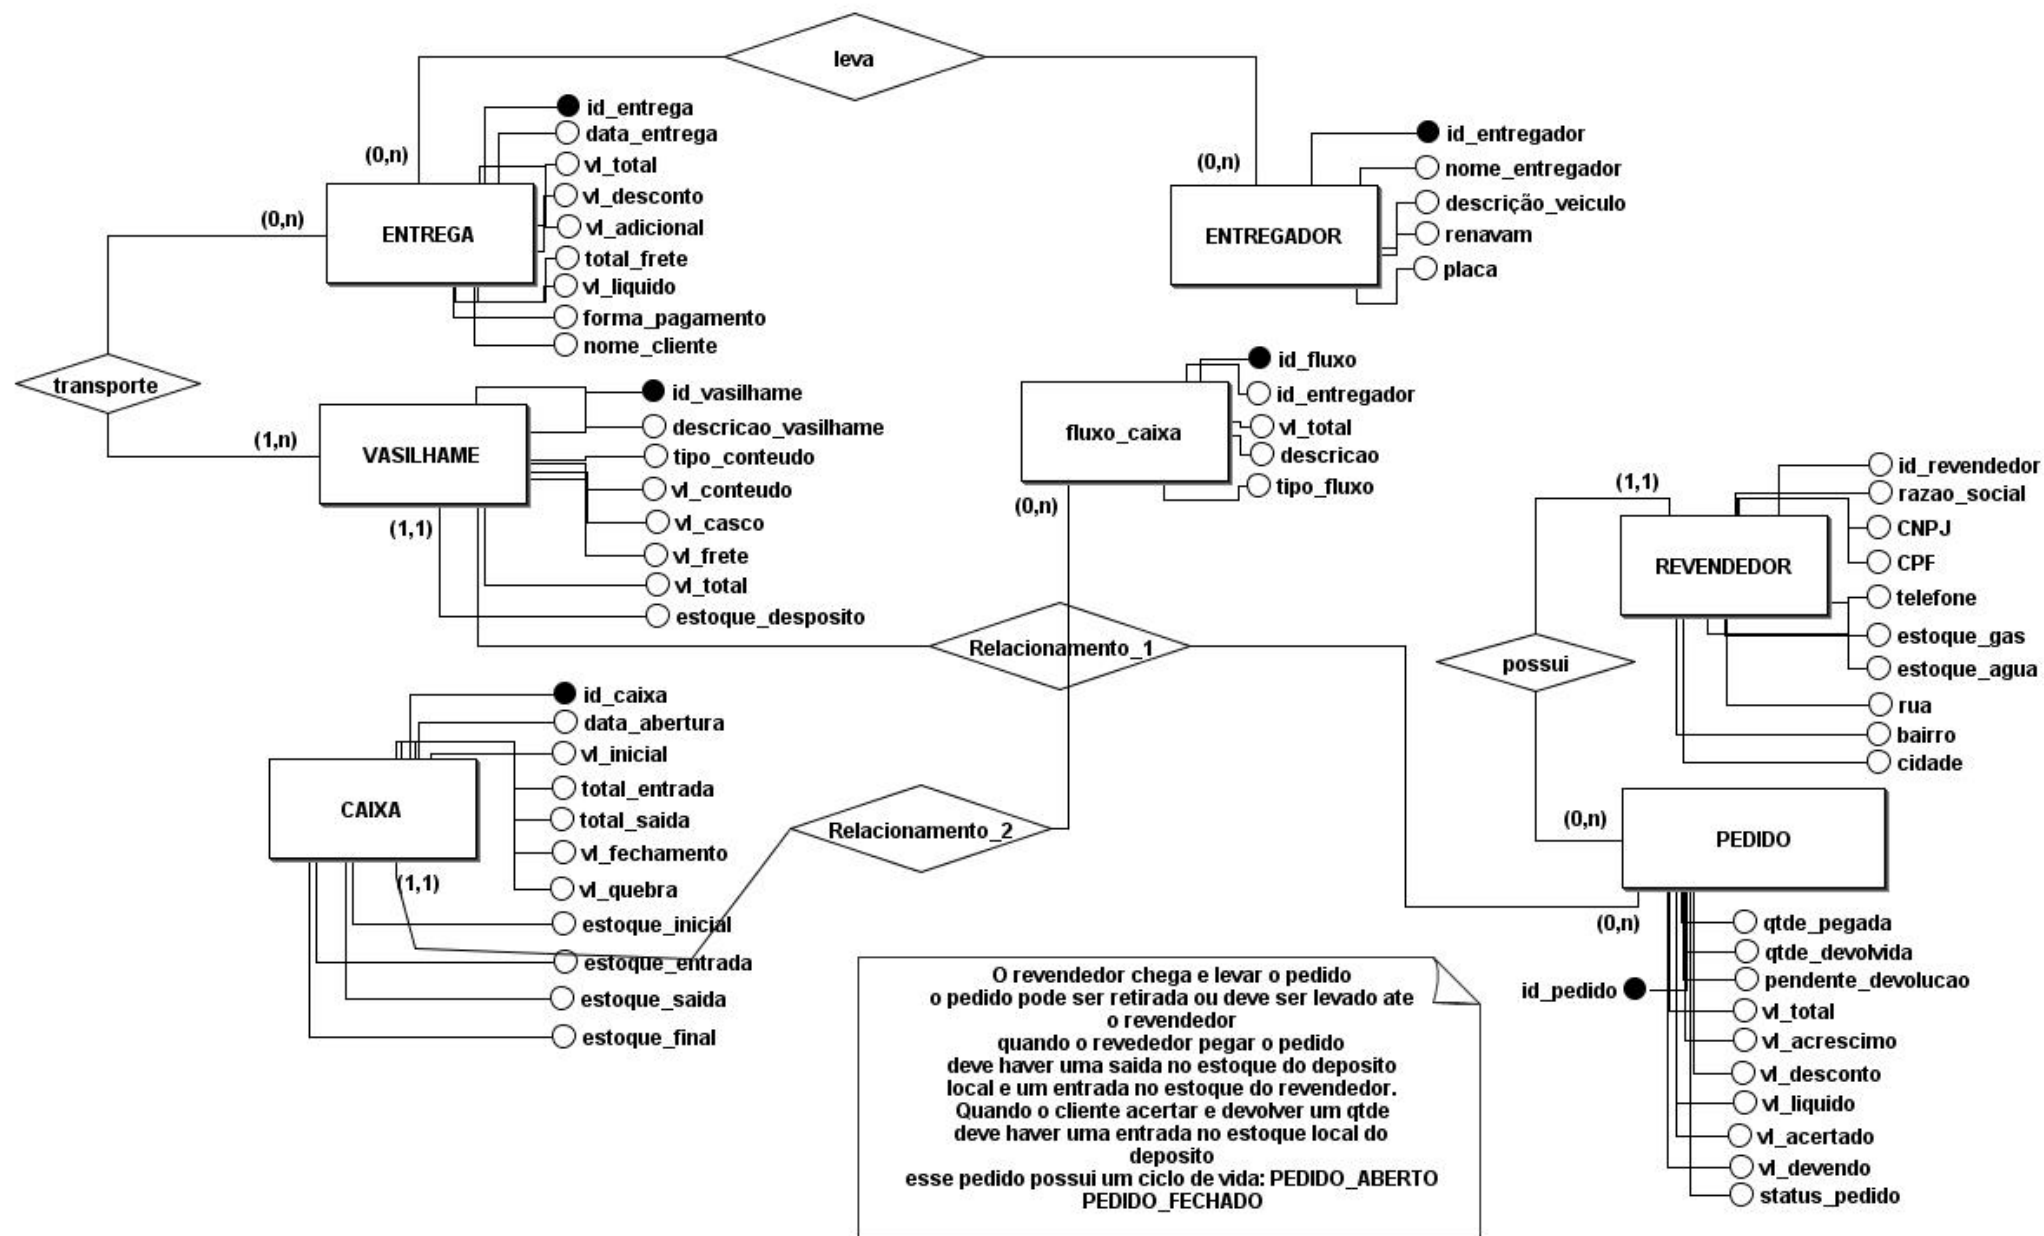 leva
id_entrega
data_entrega
vl_total
vl_desconto
vl_adicional
total_frete
vl_liquido
forma_pagamento
nome_cliente
(0,n)
(0,n)
ENTREGA
(0,n)
id_entregador
nome_entregador
descrição_veiculo
renavam
placa
ENTREGADOR
transporte
(1,n)
VASILHAME
(1,1)
id_vasilhame
descricao_vasilhame
tipo_conteudo
vl_conteudo
vl_casco
vl_frete
vl_total
estoque_desposito
fluxo_caixa
(0,n)
id_fluxo
id_entregador
vl_total
descricao
tipo_fluxo
(1,1)
REVENDEDOR
id_revendedor
razao_social
CNPJ
CPF
telefone
estoque_gas
estoque_agua
rua
bairro
cidade
Relacionamento_1
possui
CAIXA
(1,1)
id_caixa
data_abertura
vl_inicial
total_entrada
total_saida
vl_fechamento
vl_quebra
estoque_inicial
estoque_entrada
estoque_saida
estoque_final
Relacionamento_2
(0,n)
PEDIDO
(0,n)
id_pedido
qtde_pegada
qtde_devolvida
pendente_devolucao
vl_total
vl_acrescimo
vl_desconto
vl_liquido
vl_acertado
vl_devendo
status_pedido
O revendedor chega e levar o pedido
o pedido pode ser retirada ou deve ser levado ate
o revendedor
quando o revededor pegar o pedido
deve haver uma saida no estoque do deposito
local e um entrada no estoque do revendedor.
Quando o cliente acertar e devolver um qtde
deve haver uma entrada no estoque local do
deposito
esse pedido possui um ciclo de vida: PEDIDO_ABERTO
PEDIDO_FECHADO